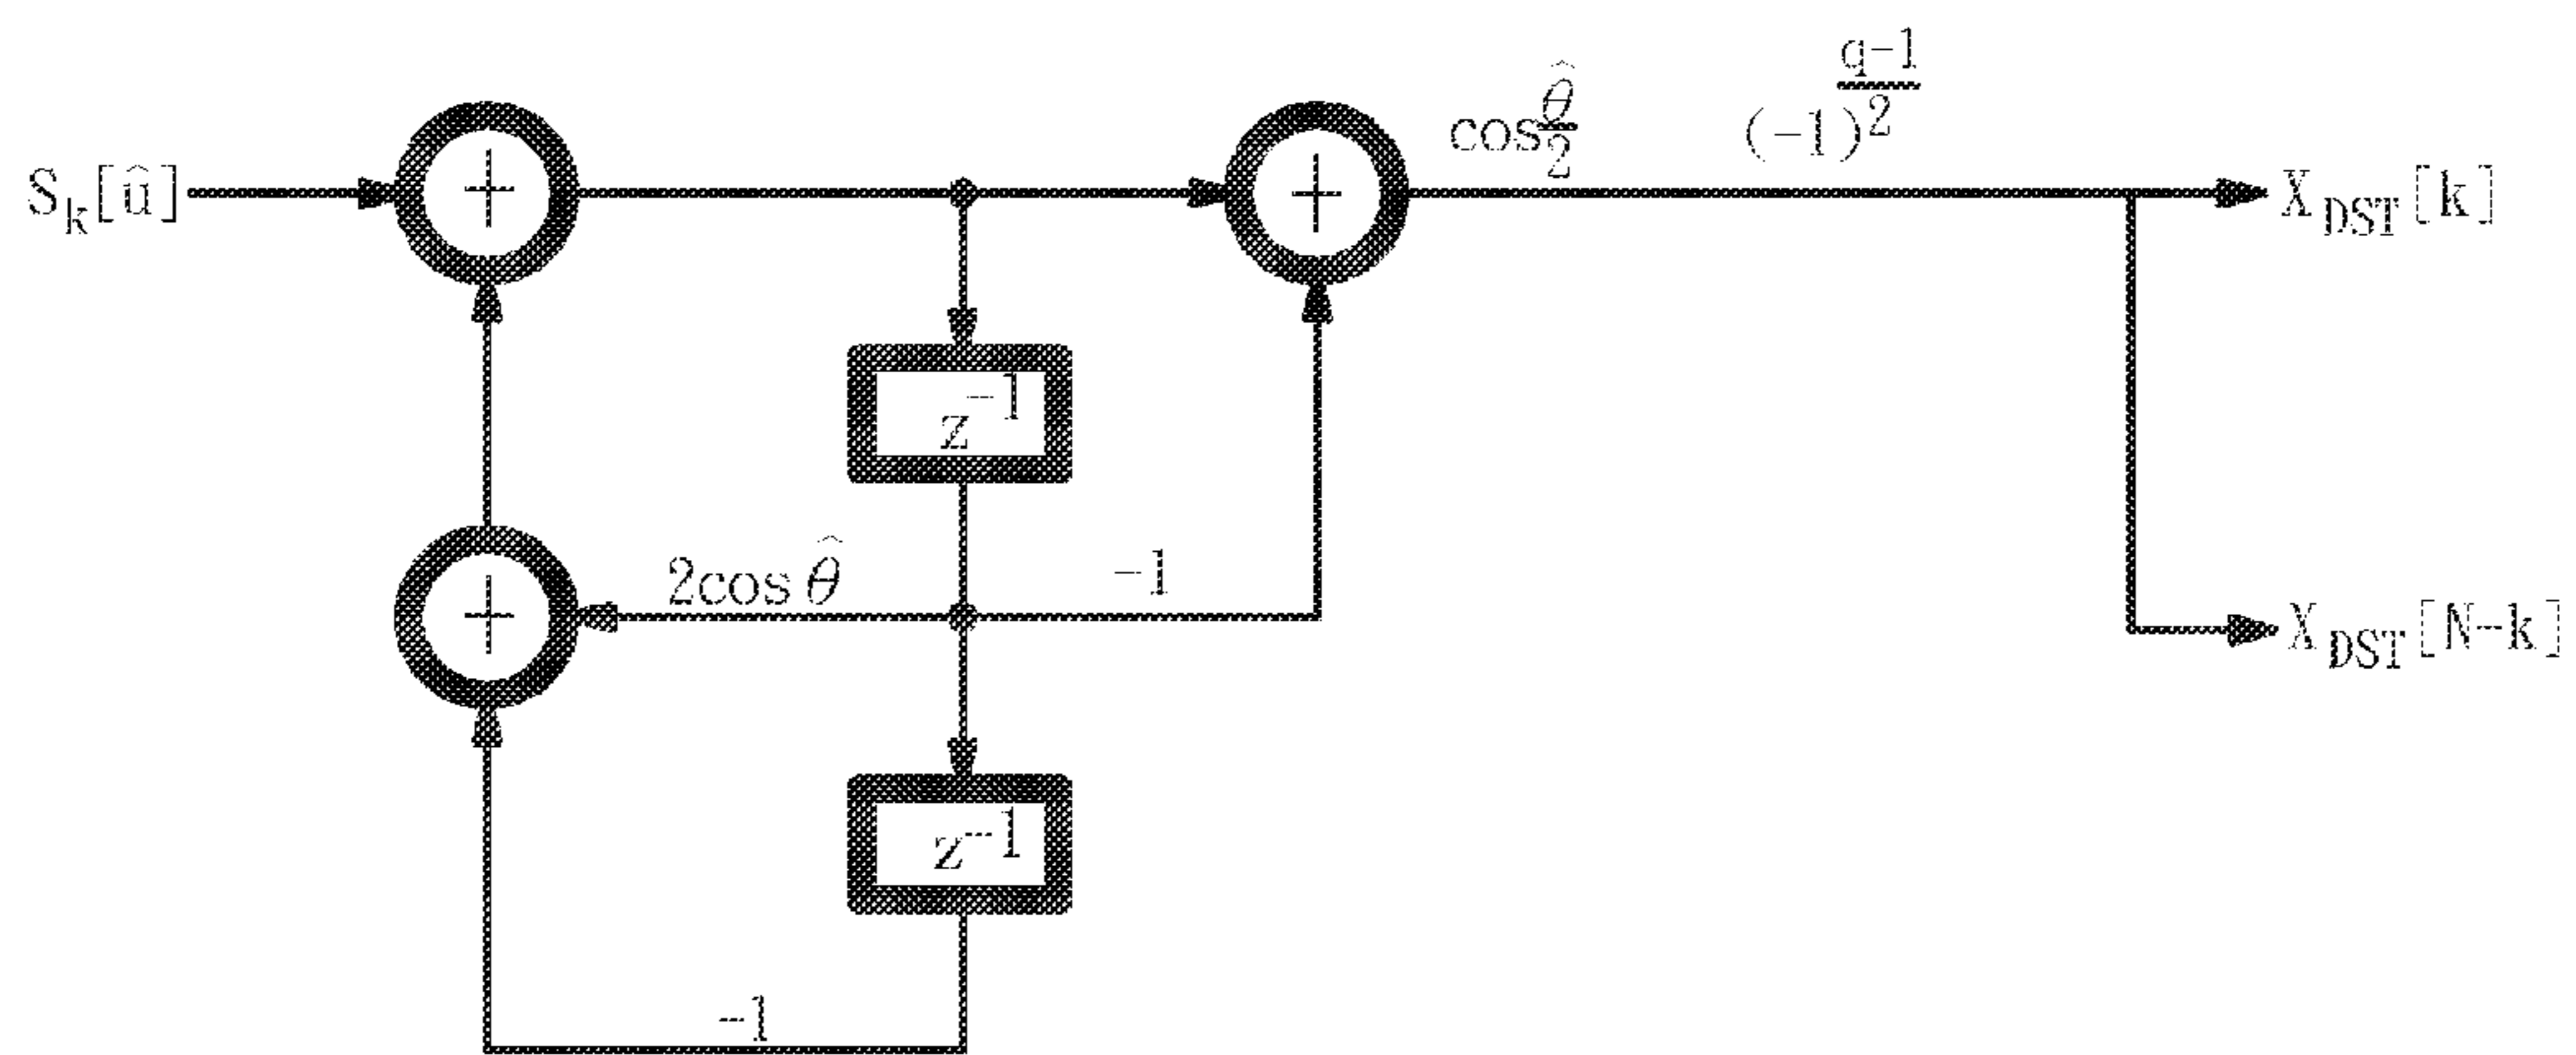 S_k[û]
+
+
cos θ̂/2
(-1)^{(q-1)/2}
X_DST[k]
z^{-1}
+
2cos θ̂
-1
X_DST[N-k]
z^{-1}
-1